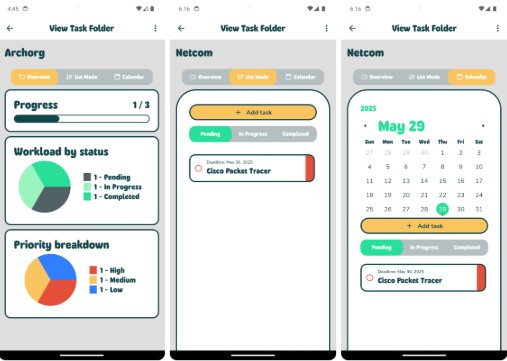 4:45
View Task Folder
Archorg
Overview
List Mode
Calendar
Progress 1 / 3
Workload by status
1 - Pending
1 - In Progress
1 - Completed
Priority breakdown
1 - High
1 - Medium
1 - Low
6:16
View Task Folder
Netcom
Overview
List Mode
Calendar
+ Add task
Pending
In Progress
Completed
Deadline: May 30, 2025
Cisco Packet Tracer
6:16
View Task Folder
Netcom
Overview
List Mode
Calendar
2025
May 29
Sun Mon Tue Wed Thu Fri Sat
27 28 29 30 1 2 3
4 5 6 7 8 9 10
11 12 13 14 15 16 17
18 19 20 21 22 23 24
25 26 27 28 29 30 31
+ Add task
Pending
In Progress
Completed
Deadline: May 30, 2025
Cisco Packet Tracer